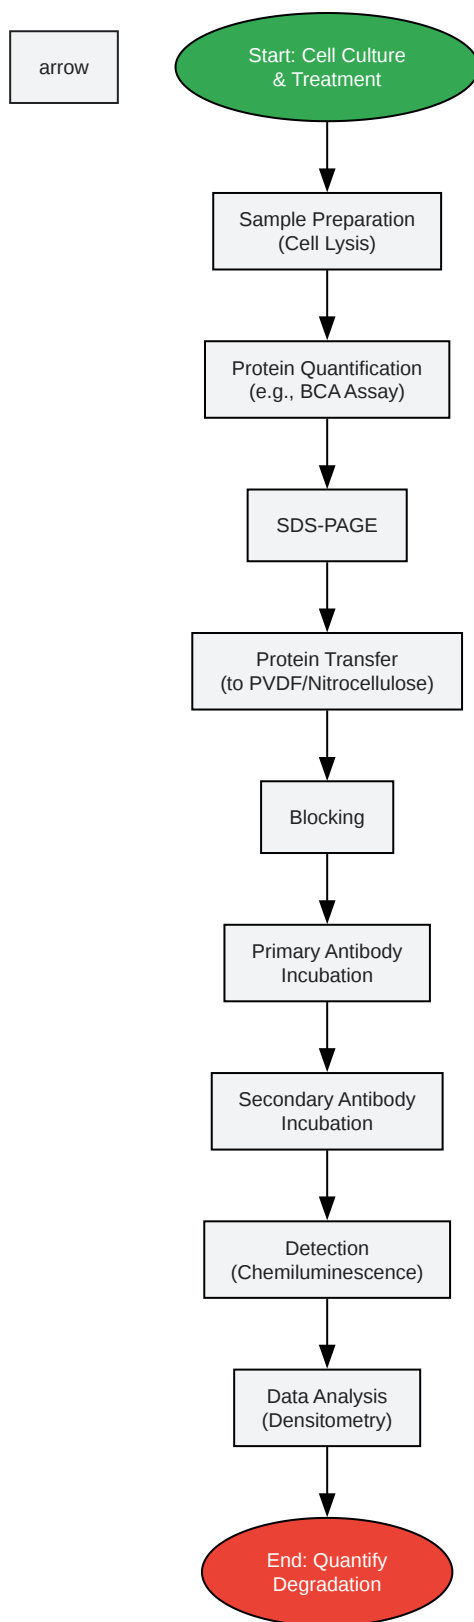 arrow
Start: Cell Culture
& Treatment
Sample Preparation
(Cell Lysis)
Protein Quantification
(e.g., BCA Assay)
SDS-PAGE
Protein Transfer
(to PVDF/Nitrocellulose)
Blocking
Primary Antibody
Incubation
Secondary Antibody
Incubation
Detection
(Chemiluminescence)
Data Analysis
(Densitometry)
End: Quantify
Degradation